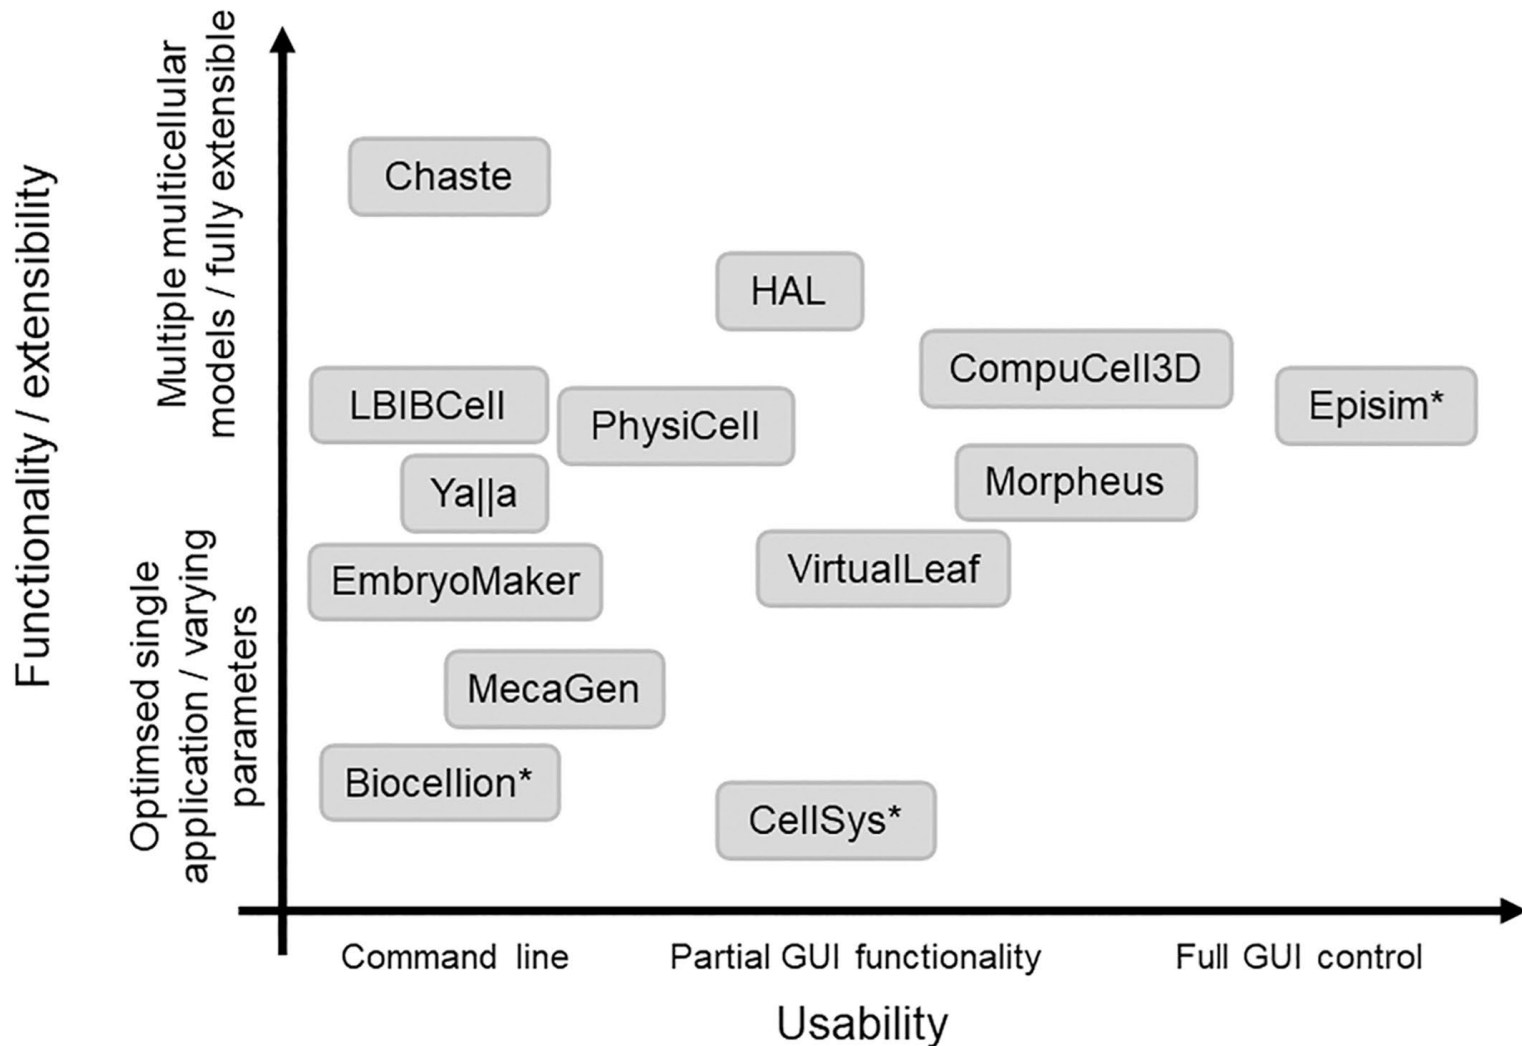 Functionality / extensibility
Multiple multicellular
models / fully extensible
Optimsed single
application / varying
parameters
Chaste
HAL
CompuCell3D
LBIBCell
PhysiCell
Episim*
Ya||a
Morpheus
EmbryoMaker
VirtualLeaf
MecaGen
Biocellion*
CellSys*
Command line
Partial GUI functionality
Full GUI control
Usability